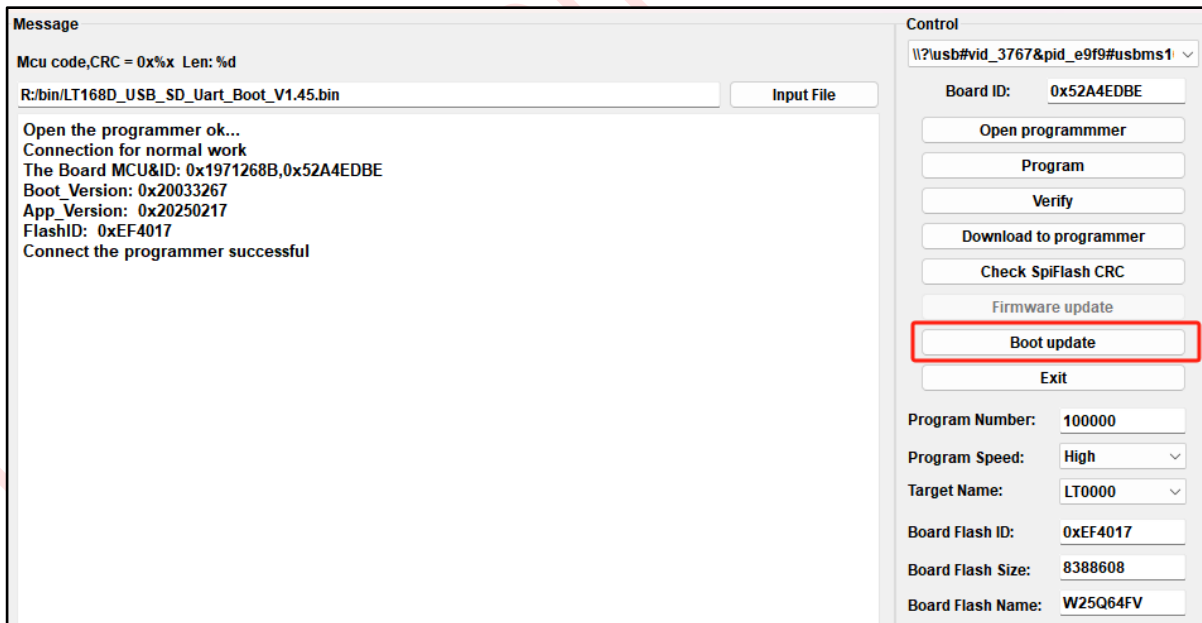 Message
Mcu code,CRC = 0x%x  Len: %d
R:/bin/LT168D_USB_SD_Uart_Boot_V1.45.bin
Input File
Open the programmer ok...
Connection for normal work
The Board MCU&ID: 0x1971268B,0x52A4EDBE
Boot_Version: 0x20033267
App_Version:  0x20250217
FlashID:  0xEF4017
Connect the programmer successful
Control
\\?\usb#vid_3767&pid_e9f9#usbms1
Board ID: 0x52A4EDBE
Open programmmer
Program
Verify
Download to programmer
Check SpiFlash CRC
Firmware update
Boot update
Exit
Program Number: 100000
Program Speed: High
Target Name: LT0000
Board Flash ID: 0xEF4017
Board Flash Size: 8388608
Board Flash Name: W25Q64FV